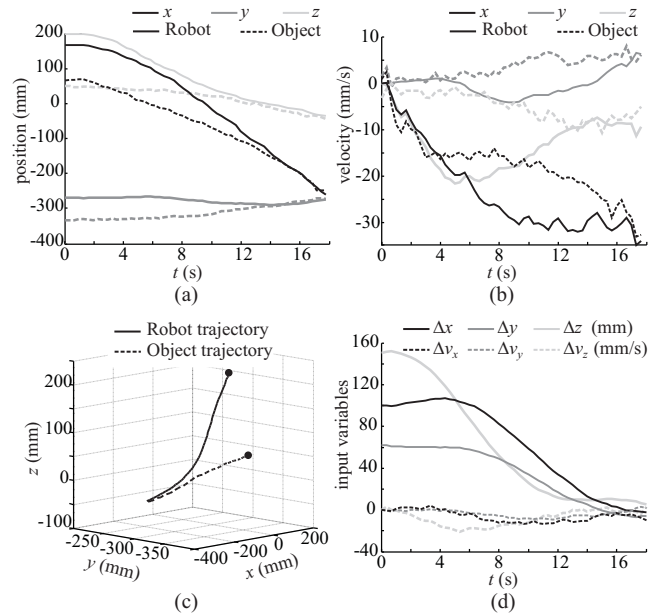 x y z
Robot Object
position (mm)
200
100
0
-100
-200
-300
-400
0 4 8 12 16
t (s)
(a)
x y z
Robot Object
velocity (mm/s)
10
0
-10
-20
-30
0 4 8 12 16
t (s)
(b)
Robot trajectory
Object trajectory
z (mm)
200
100
0
-100
-250
-300
-350
y (mm)
-400
-200
0
200
x (mm)
(c)
Δx Δy Δz (mm)
Δvx Δvy Δvz (mm/s)
input variables
160
120
80
40
0
-40
0 4 8 12 16
t (s)
(d)